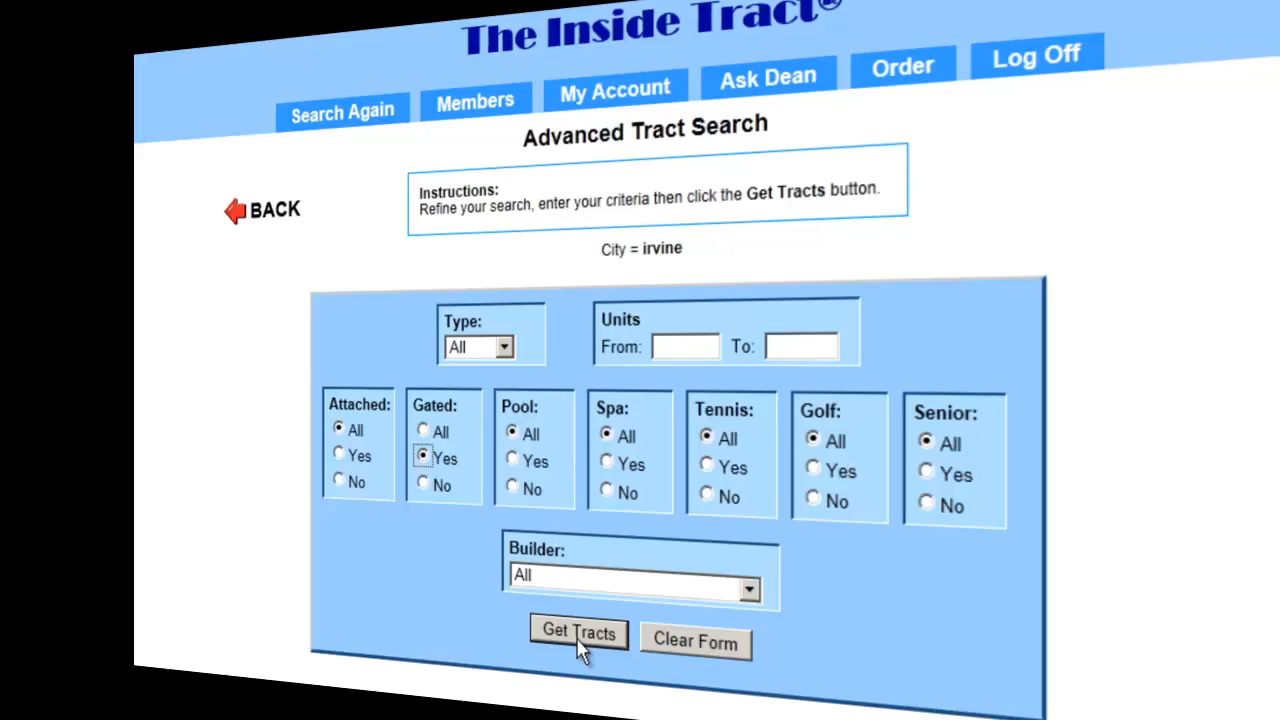 The Inside Tract®
Search Again Members My Account Ask Dean Order Log Off
Advanced Tract Search
Instructions:
Refine your search, enter your criteria then click the Get Tracts button.
BACK
City = irvine
Type:
All
Units
From: To:
Attached:
All
Yes
No
Gated:
All
Yes
No
Pool:
All
Yes
No
Spa:
All
Yes
No
Tennis:
All
Yes
No
Golf:
All
Yes
No
Senior:
All
Yes
No
Builder:
All
Get Tracts Clear Form